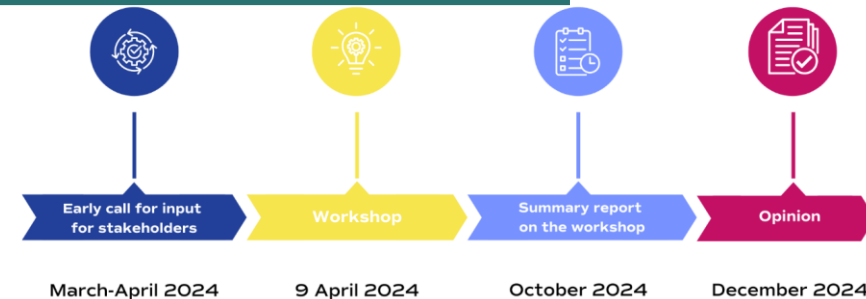 Early call for input
for stakeholders
Workshop
Summary report
on the workshop
Opinion
March-April 2024
9 April 2024
October 2024
December 2024